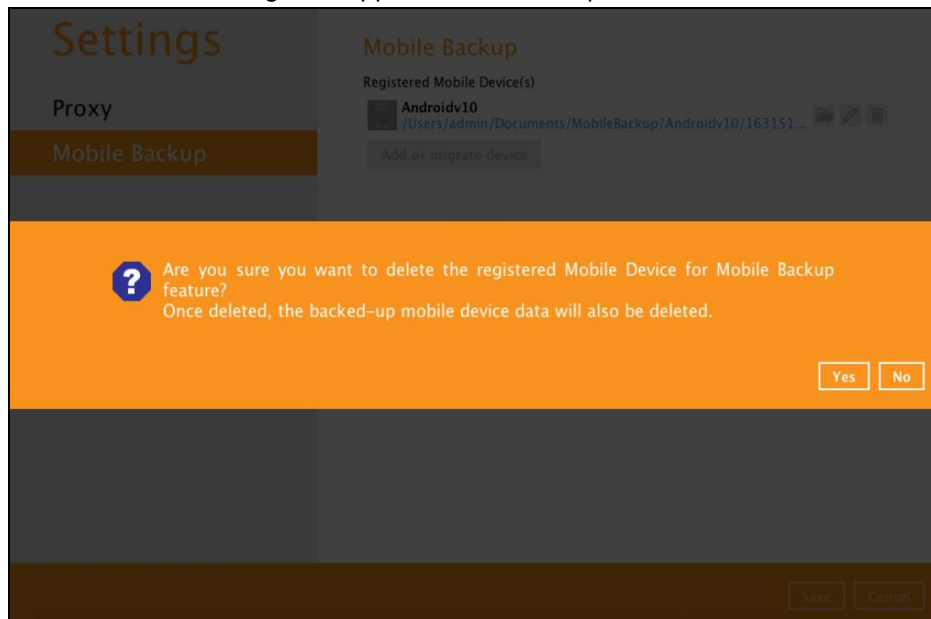 Settings
Proxy
Mobile Backup
Mobile Backup
Registered Mobile Device(s)
Androidv10
/Users/admin/Documents/MobileBackup/Androidv10/163151...
Add or migrate device
Are you sure you want to delete the registered Mobile Device for Mobile Backup
feature?
Once deleted, the backed-up mobile device data will also be deleted.
Yes No
Save Cancel